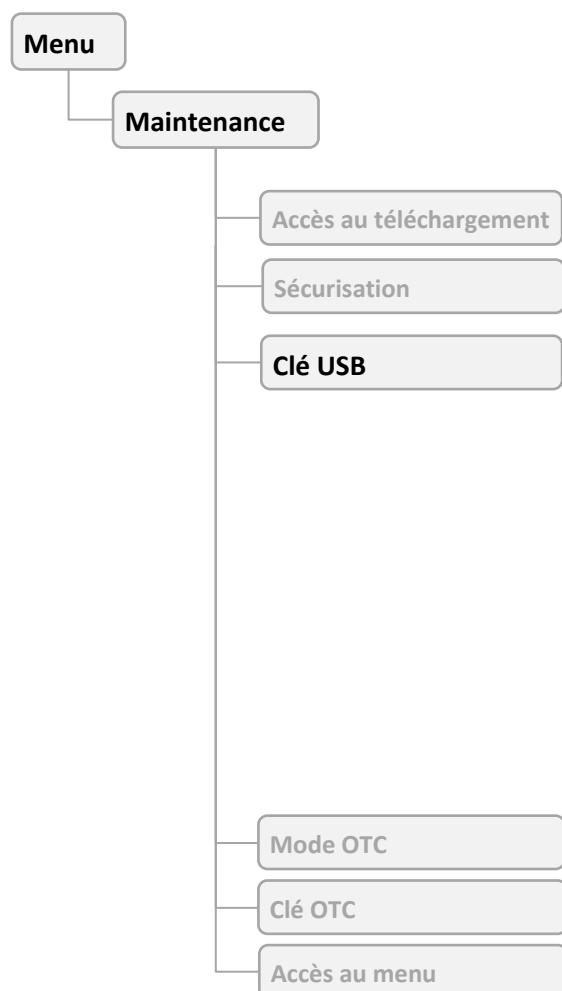 Menu
Maintenance
Accès au téléchargement
Sécurisation
Clé USB
Mode OTC
Clé OTC
Accès au menu